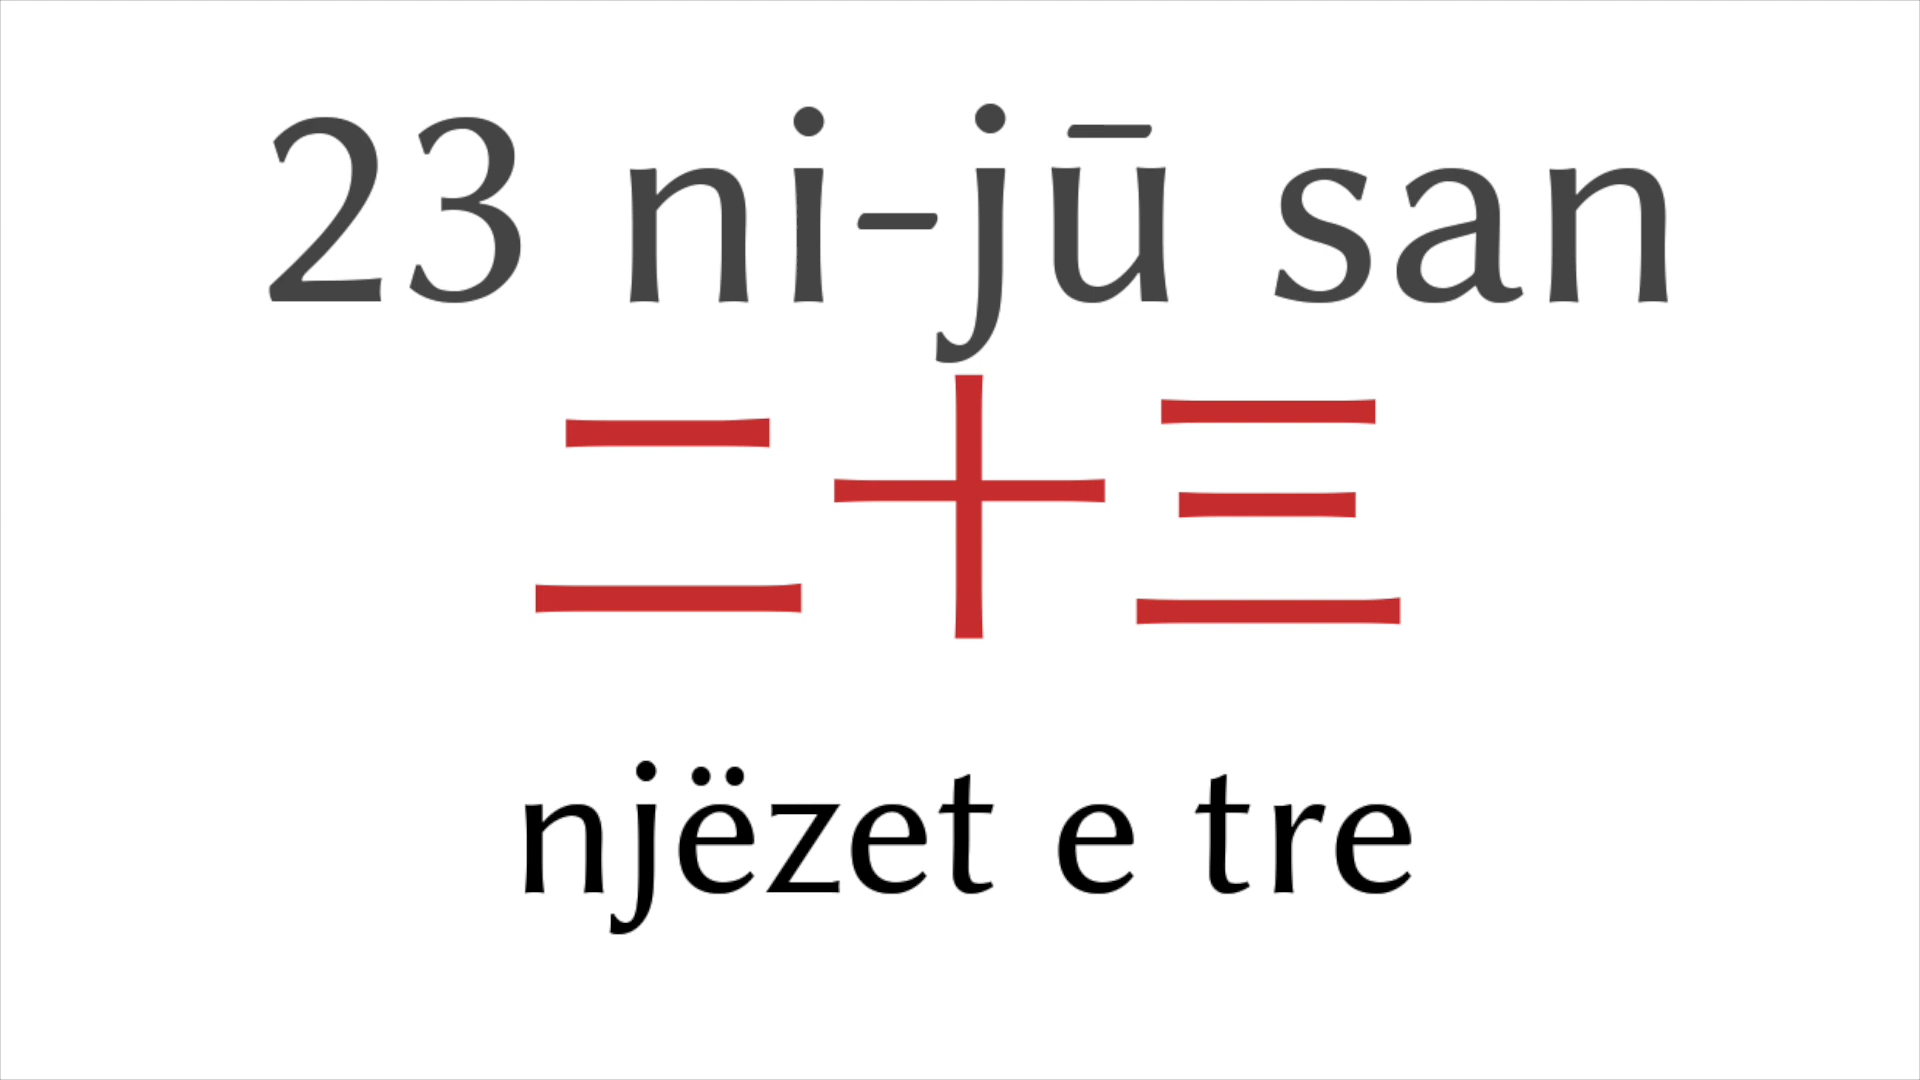 23 ni-jū san
二十三
njëzet e tre